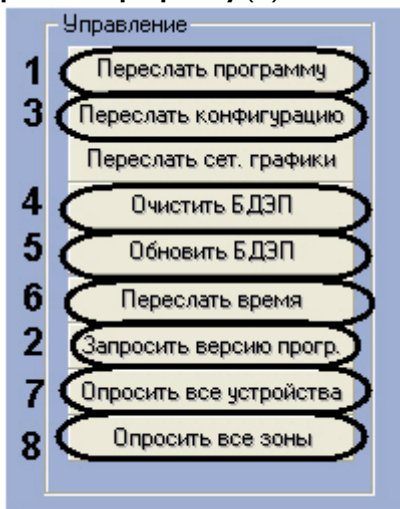 Управление
1 Переслать программу
3 Переслать конфигурацию
Переслать сет. графики
4 Очистить БДЭП
5 Обновить БДЭП
6 Переслать время
2 Запросить версию прогр.
7 Опросить все устройства
8 Опросить все зоны